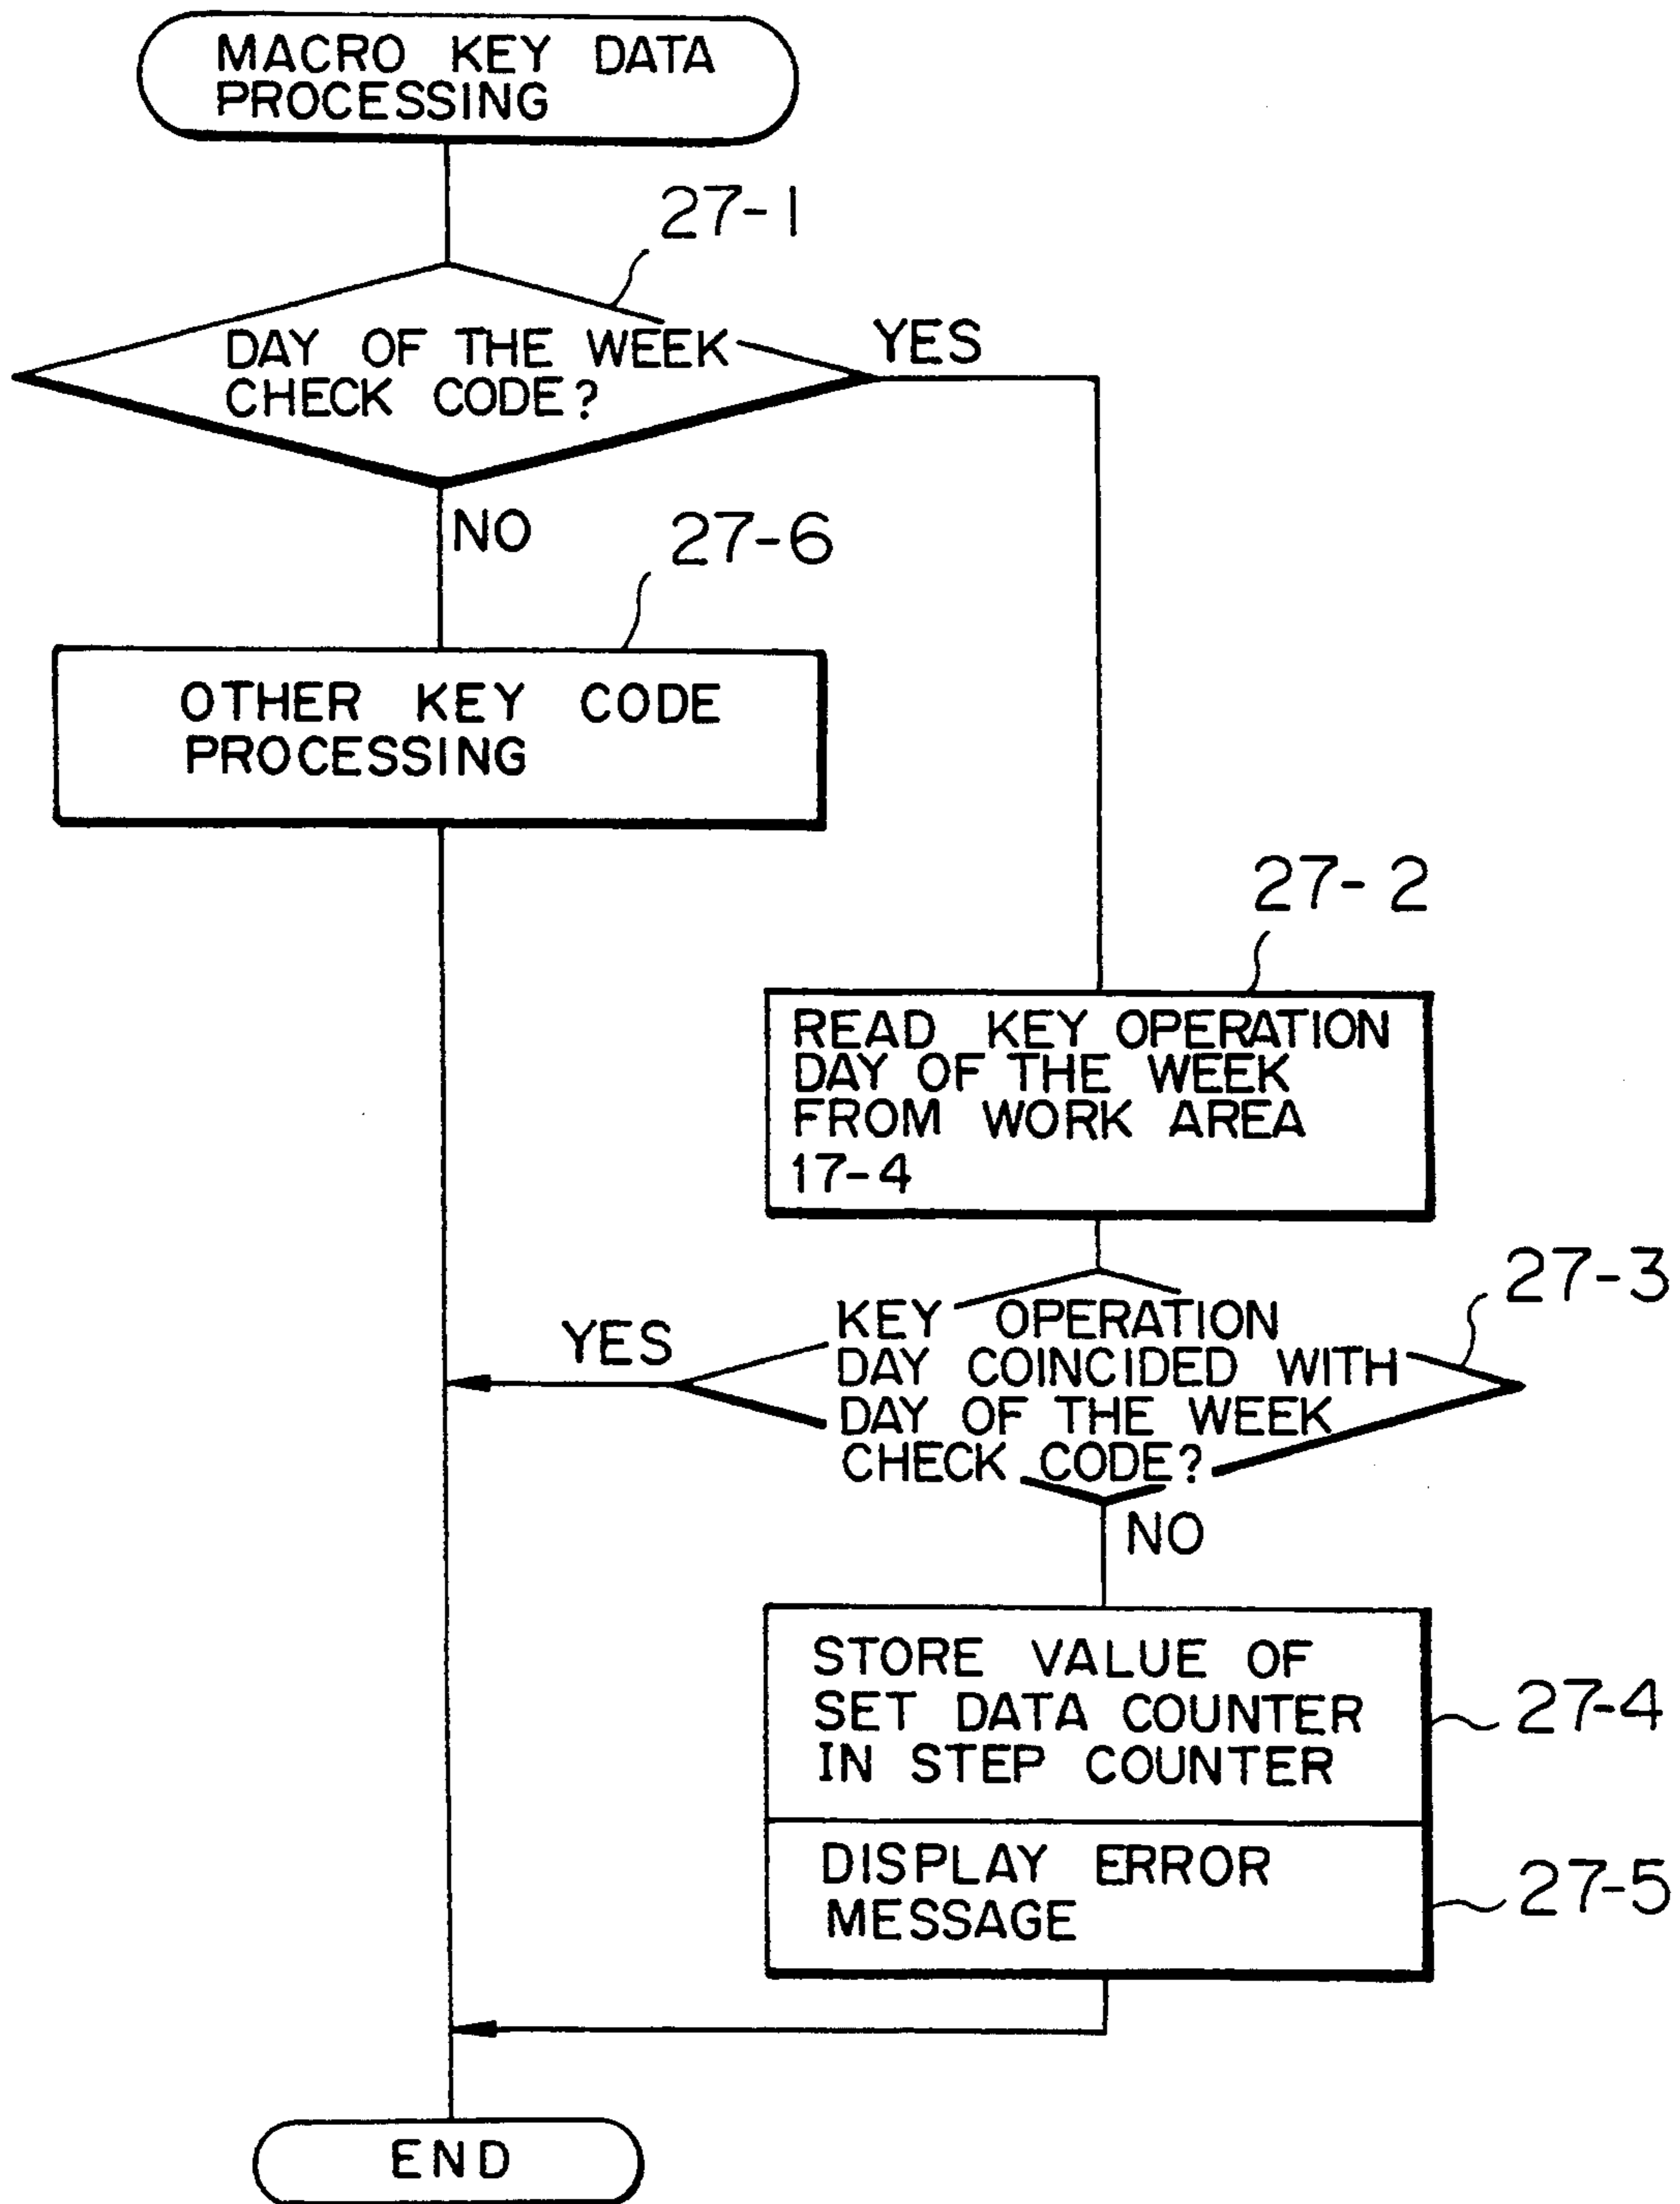 MACRO KEY DATA
PROCESSING
27-1
DAY OF THE WEEK
CHECK CODE?
YES
NO
27-6
OTHER KEY CODE
PROCESSING
27-2
READ KEY OPERATION
DAY OF THE WEEK
FROM WORK AREA
17-4
27-3
KEY OPERATION
DAY COINCIDED WITH
DAY OF THE WEEK
CHECK CODE?
YES
NO
STORE VALUE OF
SET DATA COUNTER
IN STEP COUNTER
27-4
DISPLAY ERROR
MESSAGE
27-5
END